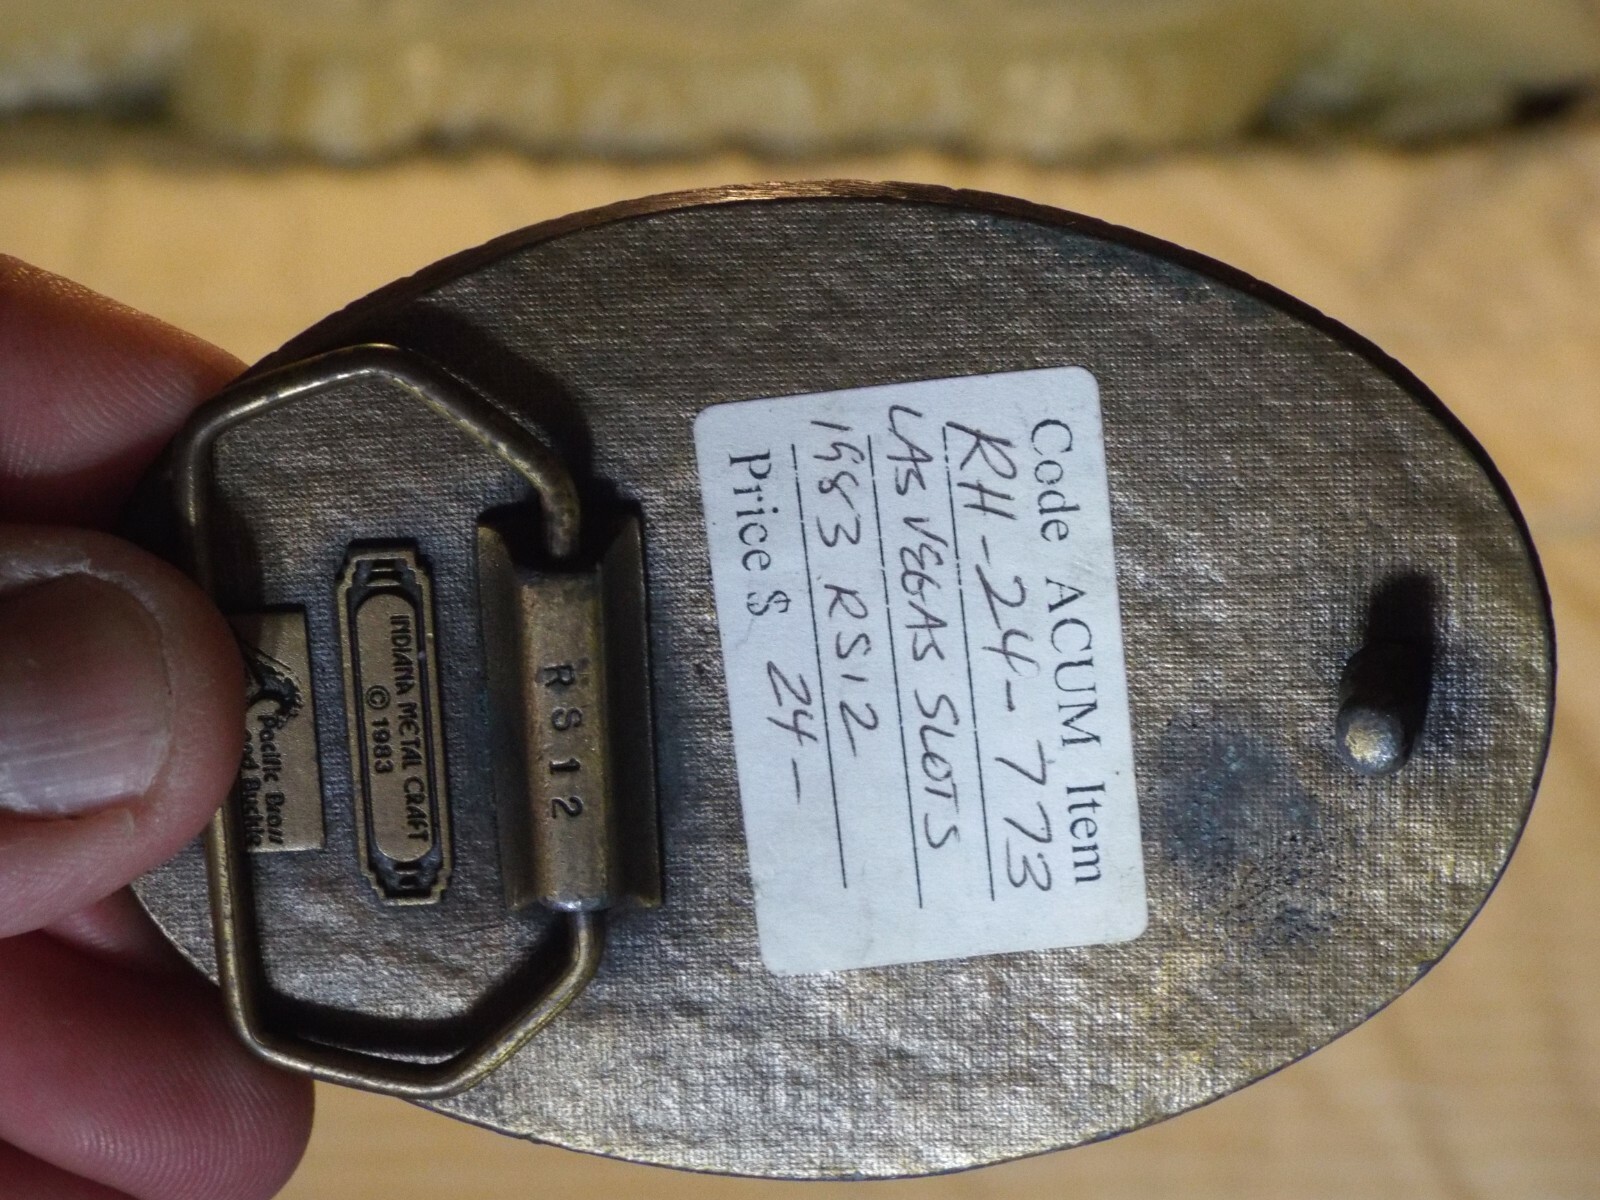 Code ACUM Item
RH-24-773
LAS VEGAS SLOTS
1983 RS12
Price $ 24-
RS12
INDIANA METAL CRAFT
© 1983
Pacific Brass
Buckle